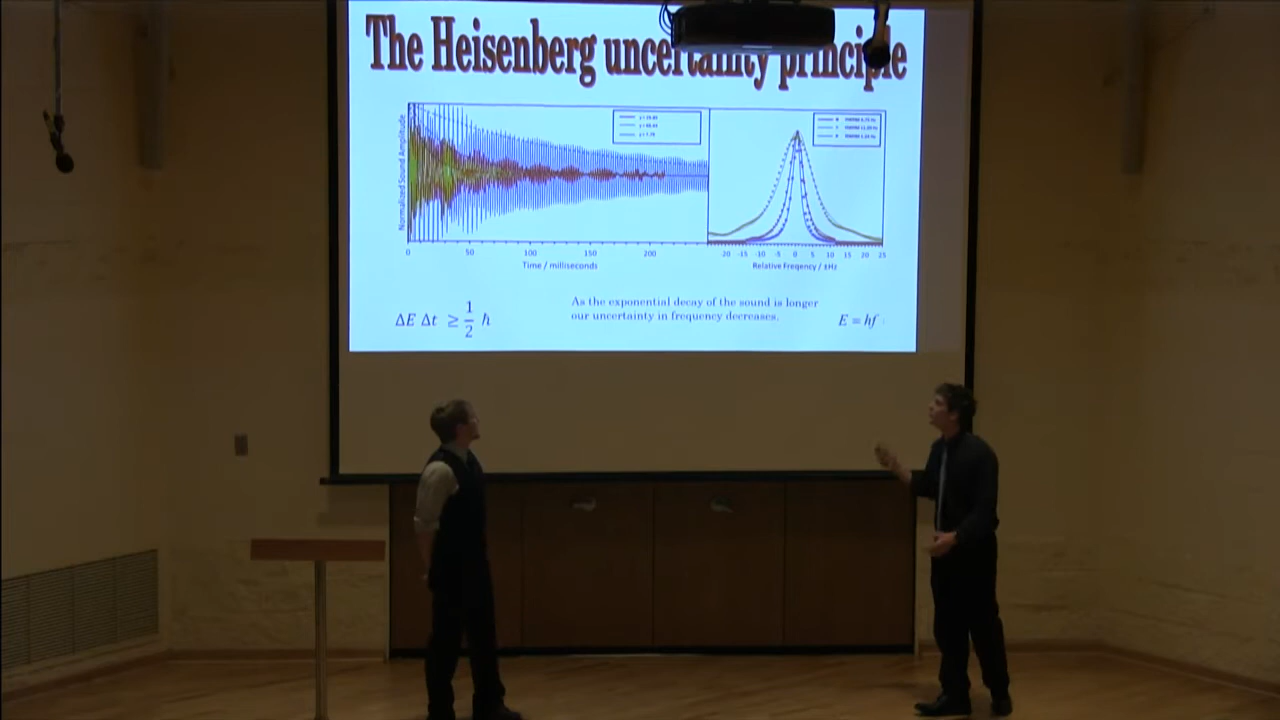 The Heisenberg uncertainty principle
Normalized Sound Amplitude
0 50 100 150 200
Time / milliseconds
20 -15 -10 -5 0 5 10 15 20 25
Relative Freqency / ±Hz
ΔE Δt ≥ 1/2 ħ
As the exponential decay of the sound is longer
our uncertainty in frequency decreases.
E = hf